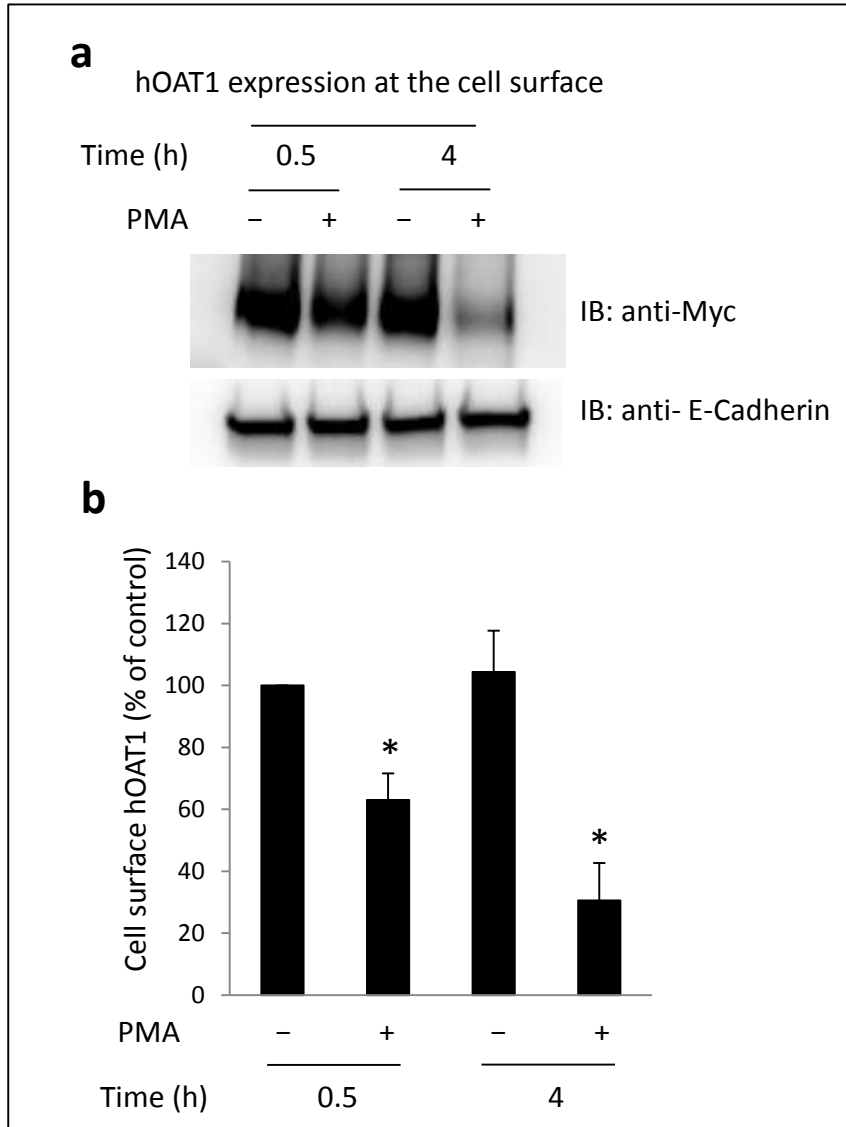 a
hOAT1 expression at the cell surface
Time (h) 0.5 4
PMA – + – +
IB: anti-Myc
IB: anti- E-Cadherin
b
Cell surface hOAT1 (% of control)
140
120
100
80
60
40
20
0
*
*
PMA – + – +
Time (h) 0.5 4